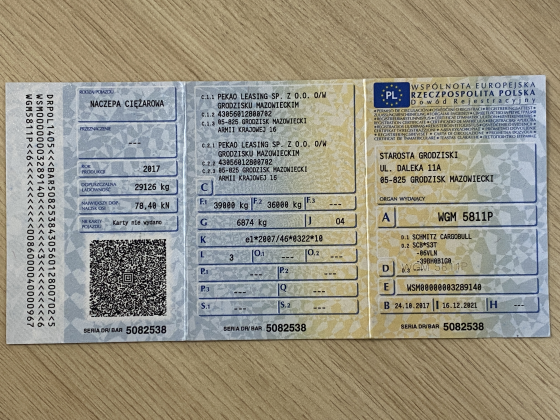 RODZAJ POJAZDU
NACZEPA CIĘŻAROWA
PRZEZNACZENIE
---
ROK PRODUKCJI
2017
DOPUSZCZALNA ŁADOWNOŚĆ
29126 kg
NAJWIĘKSZY DOP. NACISK OSI
78,40 kN
NR KARTY POJAZDU
Karty nie wydano
SERIA DR/BAR 5082538
C.1.1 PEKAO LEASING SP. Z O.O. O/W
GRODZISKU MAZOWIECKIM
C.1.2 43056012800702
C.1.3 05-825 GRODZISK MAZOWIECKI
ARMII KRAJOWEJ 16
C.2.1 PEKAO LEASING SP. Z O.O. O/W
GRODZISKU MAZOWIECKIM
C.2.2 43056012800702
C.2.3 05-825 GRODZISK MAZOWIECKI
ARMII KRAJOWEJ 16
C
F.1 39000 kg F.2 36000 kg F.3 ---
G 6874 kg J 04
K e1*2007/46*0322*10
L 3 O.1 --- O.2 ---
P.1 --- P.2 ---
P.3 --- Q ---
S.1 --- S.2 ---
SERIA DR/BAR 5082538
PL
WSPÓLNOTA EUROPEJSKA
RZECZPOSPOLITA POLSKA
Dowód Rejestracyjny
STAROSTA GRODZISKI
UL. DALEKA 11A
05-825 GRODZISK MAZOWIECKI
ORGAN WYDAJĄCY
A WGM 5811P
D.1 SCHMITZ CARGOBULL
D.2 SCB*S3T
-06VLN
-39BHB1G0
D
D.3 ---
E WSM00000003289140
B 24.10.2017 I 16.12.2021 H ---
SERIA DR/BAR 5082538